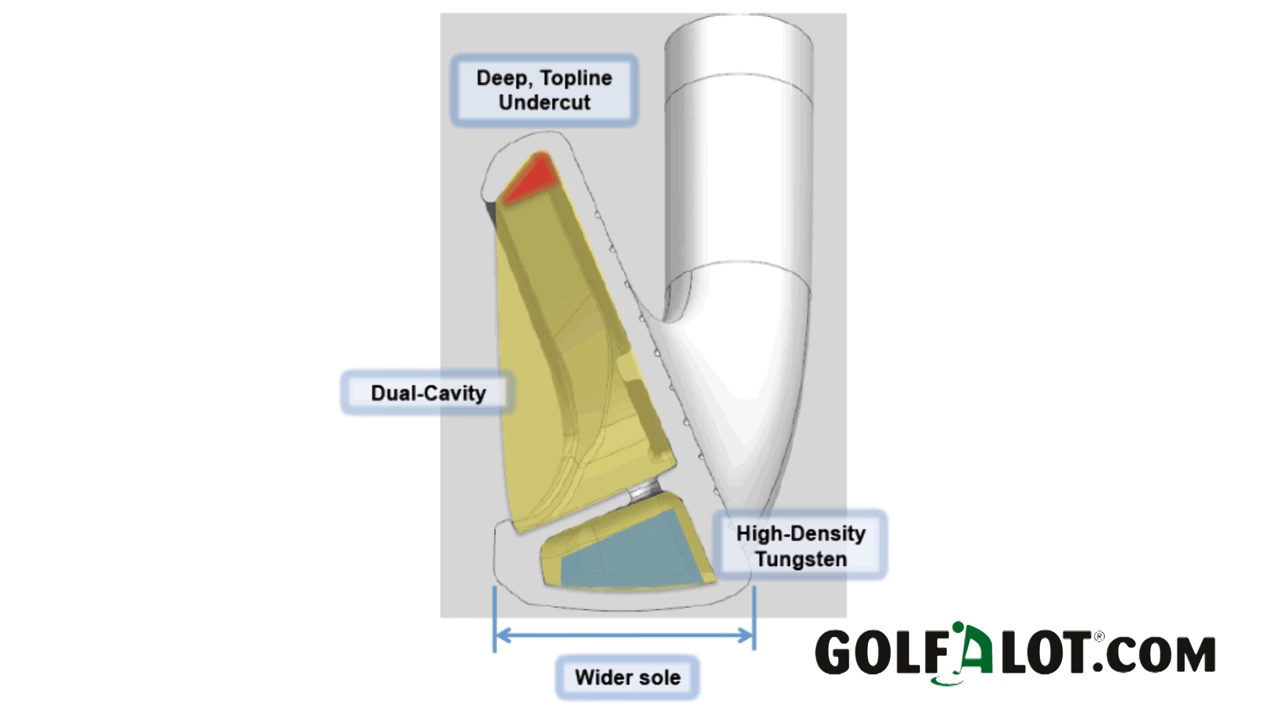 Deep, Topline
Undercut
Dual-Cavity
High-Density
Tungsten
Wider sole
GOLFALOT®.COM